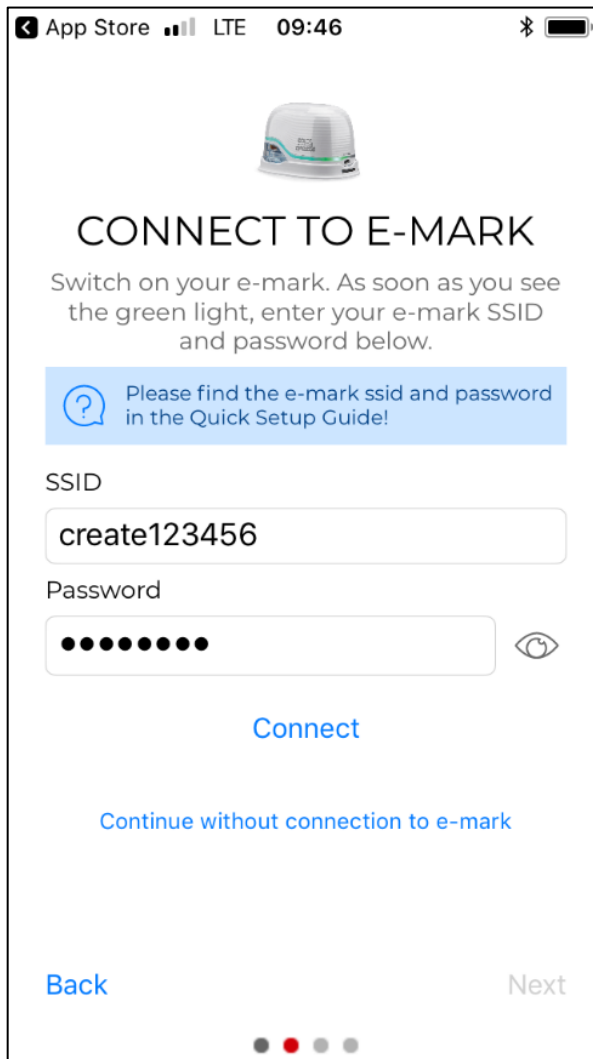 App Store LTE 09:46
CONNECT TO E-MARK
Switch on your e-mark. As soon as you see
the green light, enter your e-mark SSID
and password below.
Please find the e-mark ssid and password
in the Quick Setup Guide!
SSID
create123456
Password
••••••••
Connect
Continue without connection to e-mark
Back Next